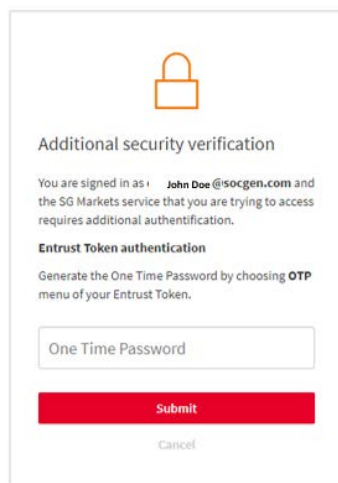 Additional security verification
You are signed in as John Doe @socgen.com and
the SG Markets service that you are trying to access
requires additional authentification.
Entrust Token authentication
Generate the One Time Password by choosing OTP
menu of your Entrust Token.
One Time Password
Submit
Cancel